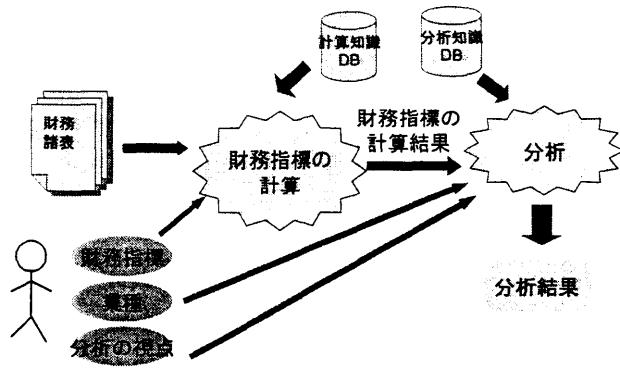 計算知識
DB
分析知識
DB
財務
諸表
財務指標の
計算
財務指標の
計算結果
分析
財務指標
業種
分析の視点
分析結果